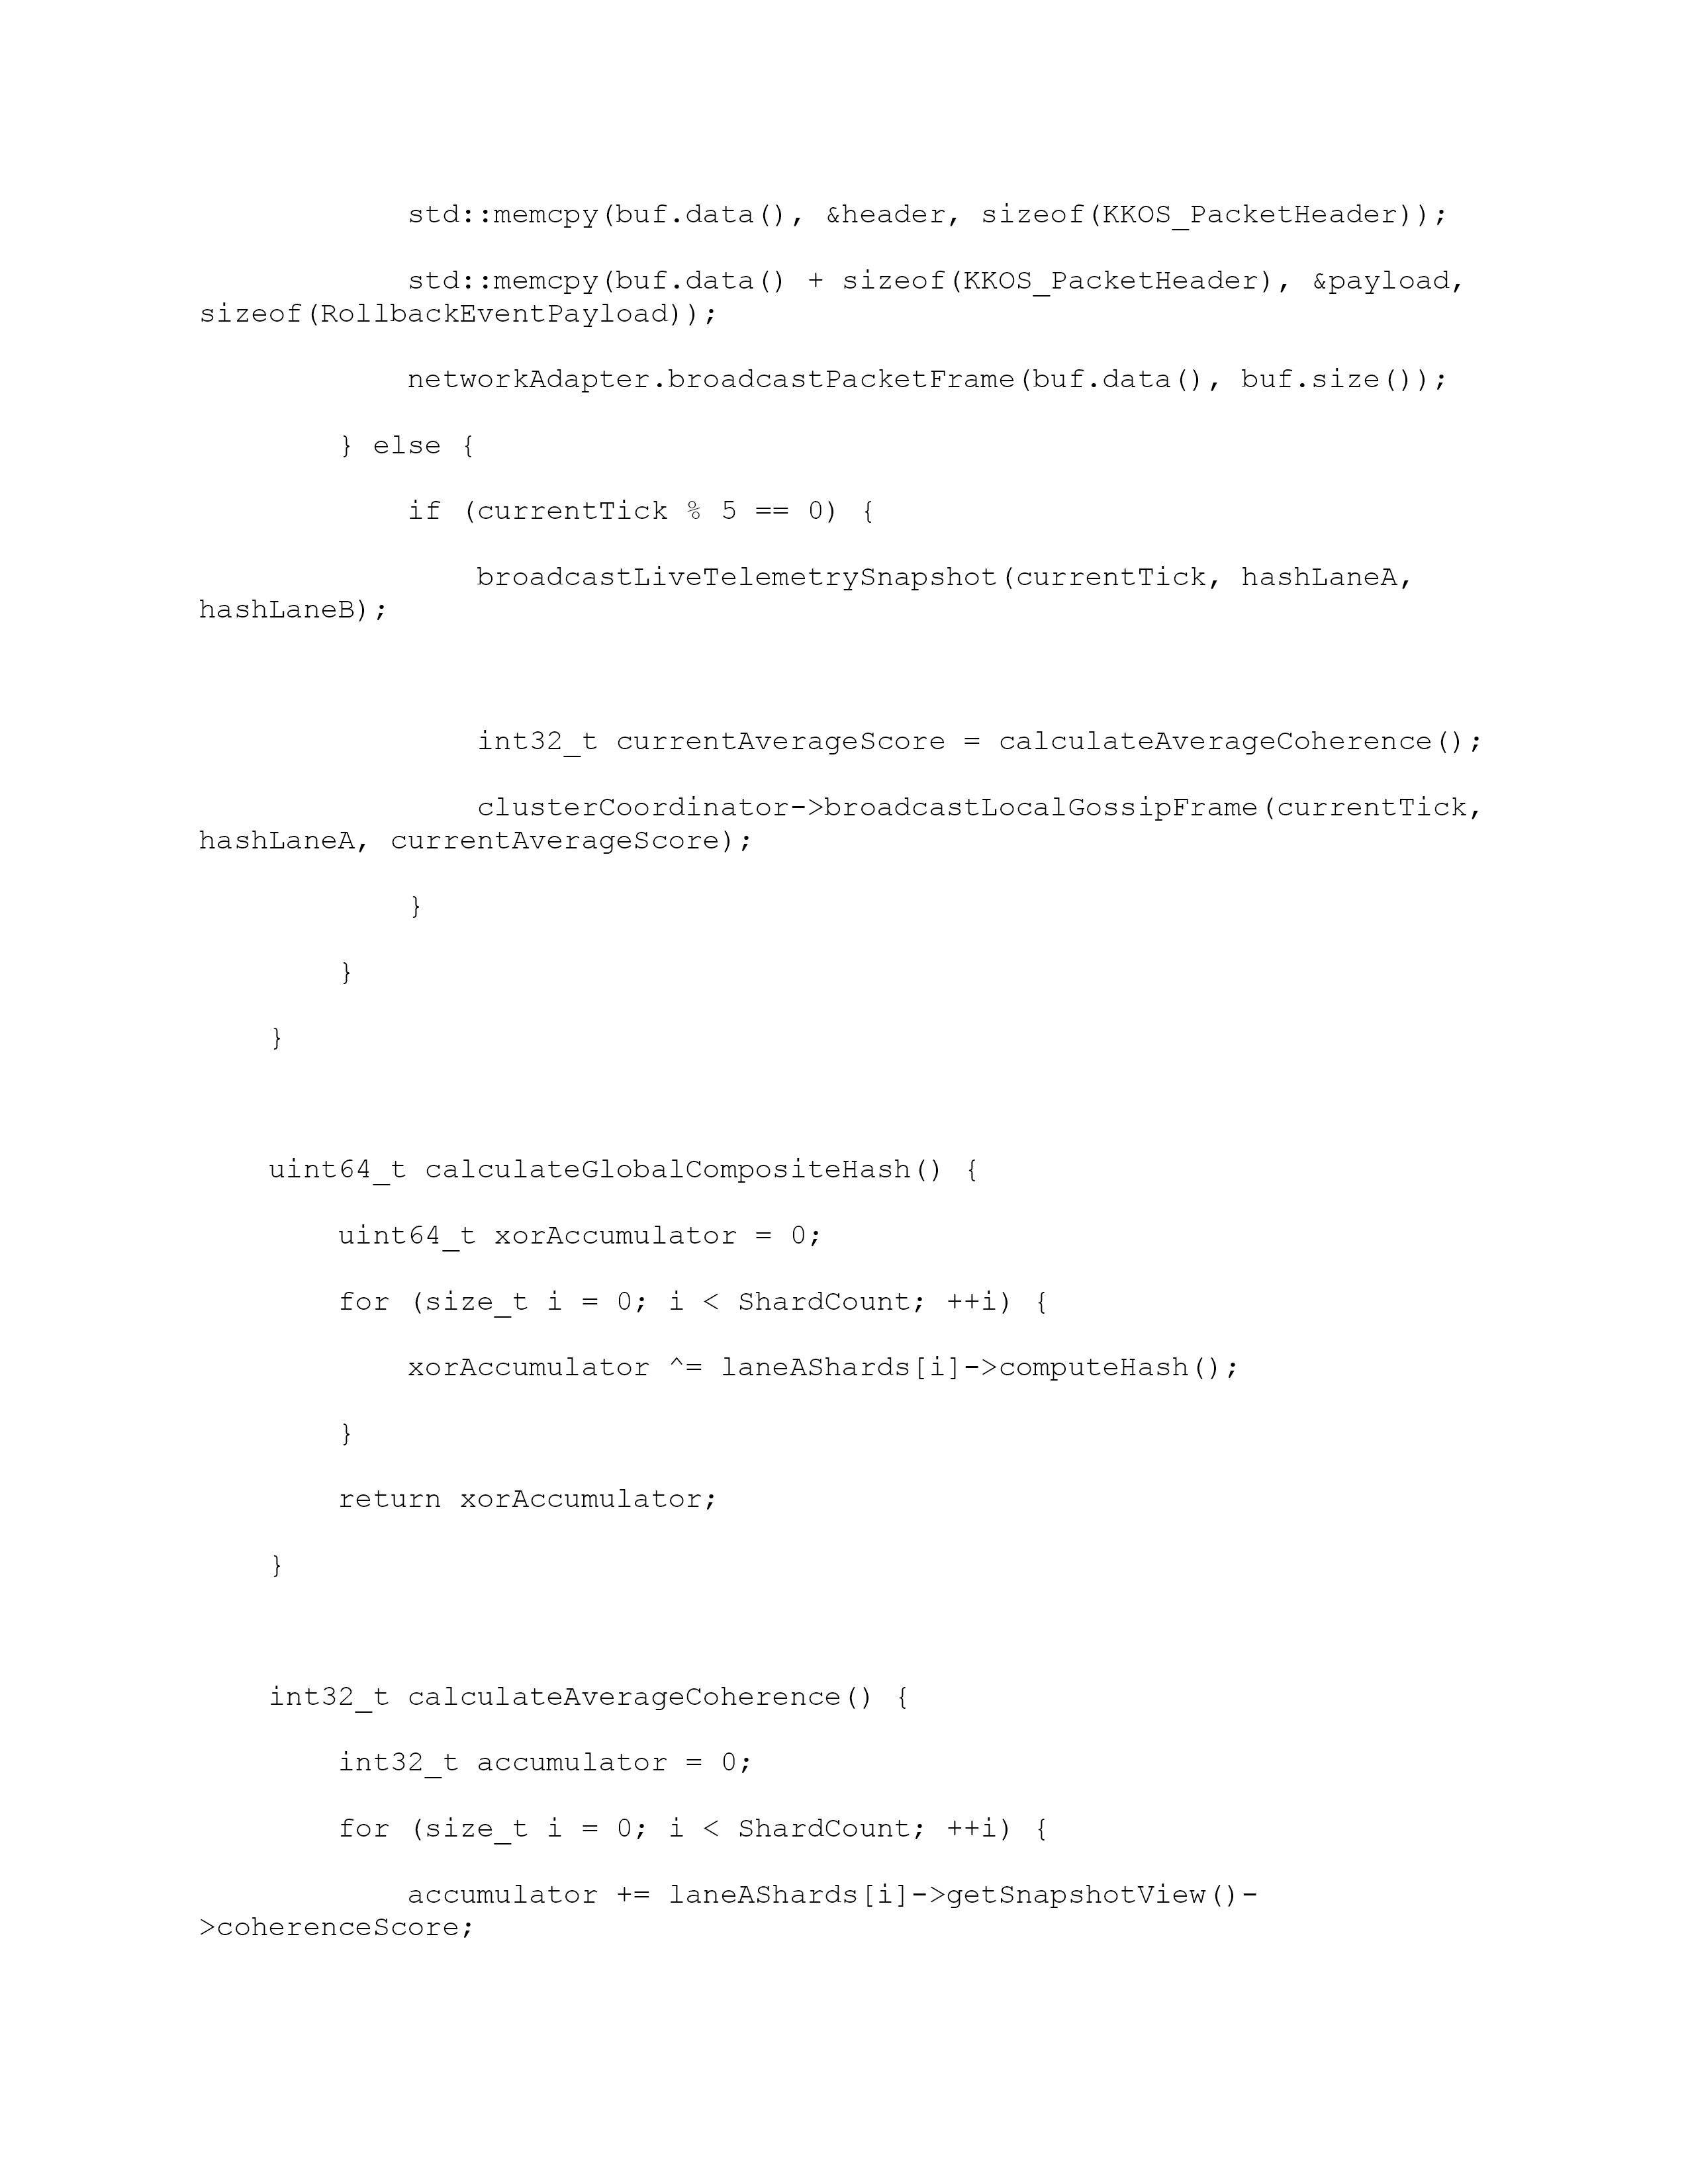 std::memcpy(buf.data(), &header, sizeof(KKOS_PacketHeader));
std::memcpy(buf.data() + sizeof(KKOS_PacketHeader), &payload,
sizeof(RollbackEventPayload));
networkAdapter.broadcastPacketFrame(buf.data(), buf.size());
} else {
if (currentTick % 5 == 0) {
broadcastLiveTelemetrySnapshot(currentTick, hashLaneA,
hashLaneB);
int32_t currentAverageScore = calculateAverageCoherence();
clusterCoordinator->broadcastLocalGossipFrame(currentTick,
hashLaneA, currentAverageScore);
}
}
}
uint64_t calculateGlobalCompositeHash() {
uint64_t xorAccumulator = 0;
for (size_t i = 0; i < ShardCount; ++i) {
xorAccumulator ^= laneAShards[i]->computeHash();
}
return xorAccumulator;
}
int32_t calculateAverageCoherence() {
int32_t accumulator = 0;
for (size_t i = 0; i < ShardCount; ++i) {
accumulator += laneAShards[i]->getSnapshotView()-
>coherenceScore;